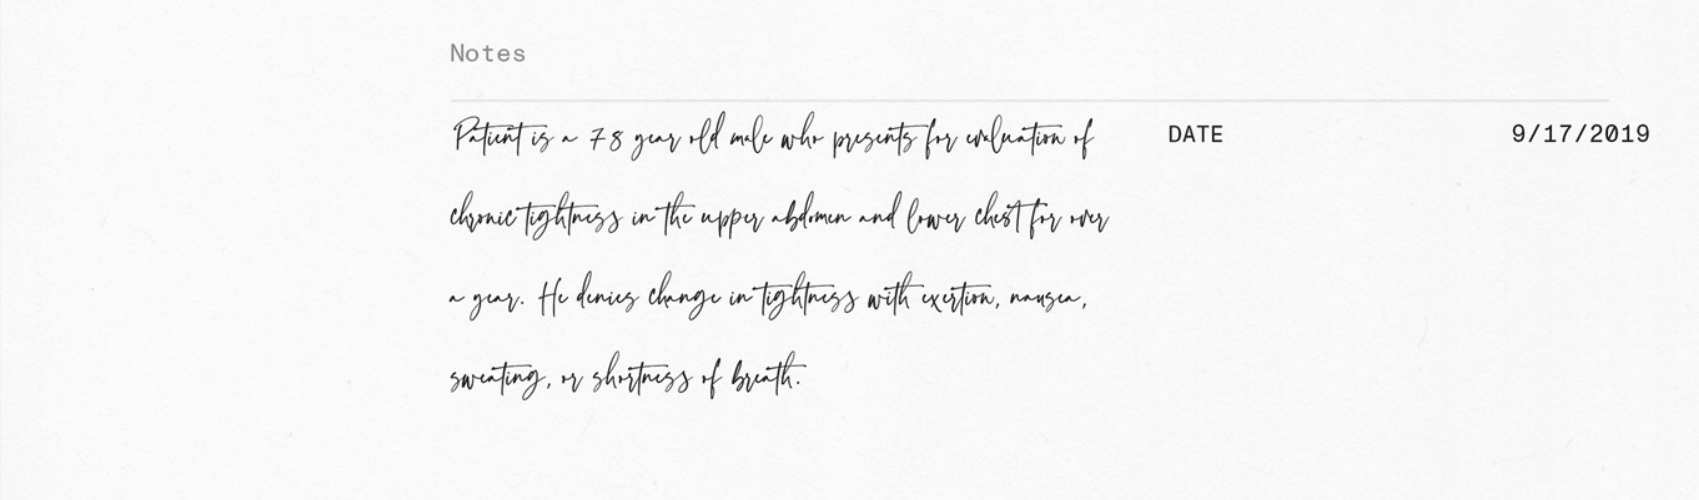 Notes
Patient is a 78 year old male who presents for evaluation of DATE 9/17/2019
chronic tightness in the upper abdomen and lower chest for over
a year. He denies change in tightness with exertion, nausea,
sweating, or shortness of breath.